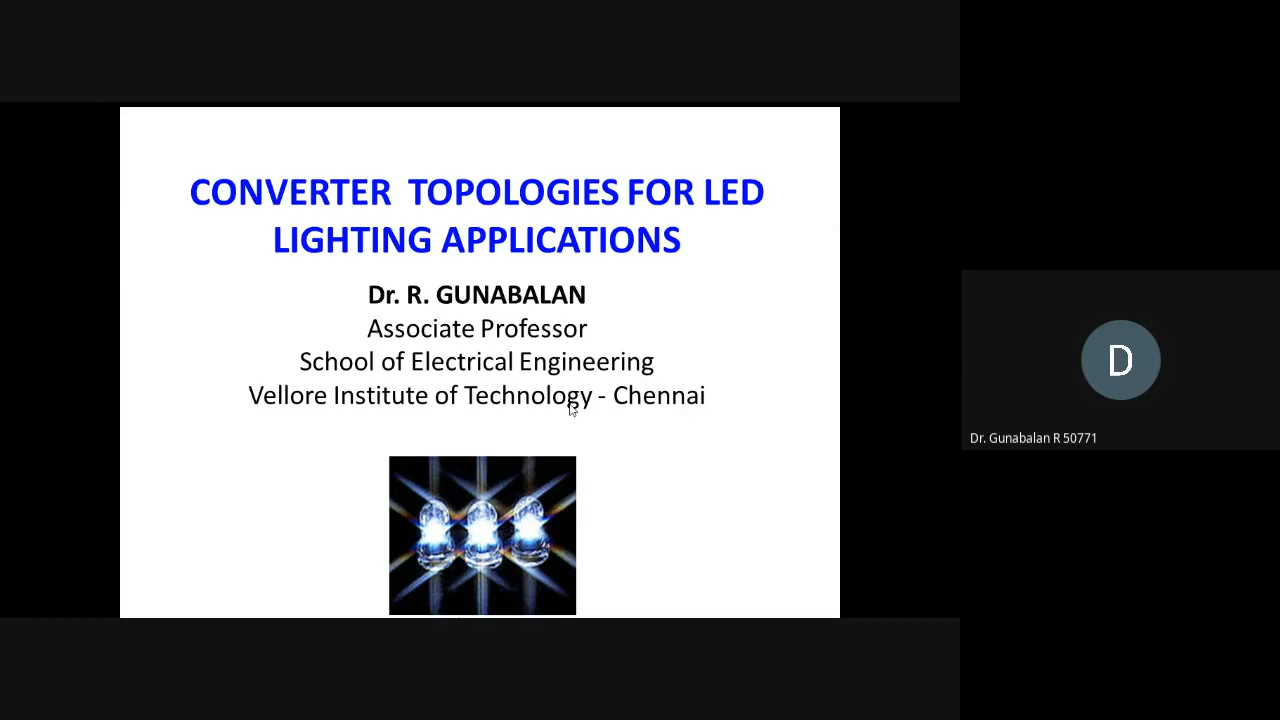 CONVERTER TOPOLOGIES FOR LED
LIGHTING APPLICATIONS
Dr. R. GUNABALAN
Associate Professor
School of Electrical Engineering
Vellore Institute of Technology - Chennai
D
Dr. Gunabalan R 50771